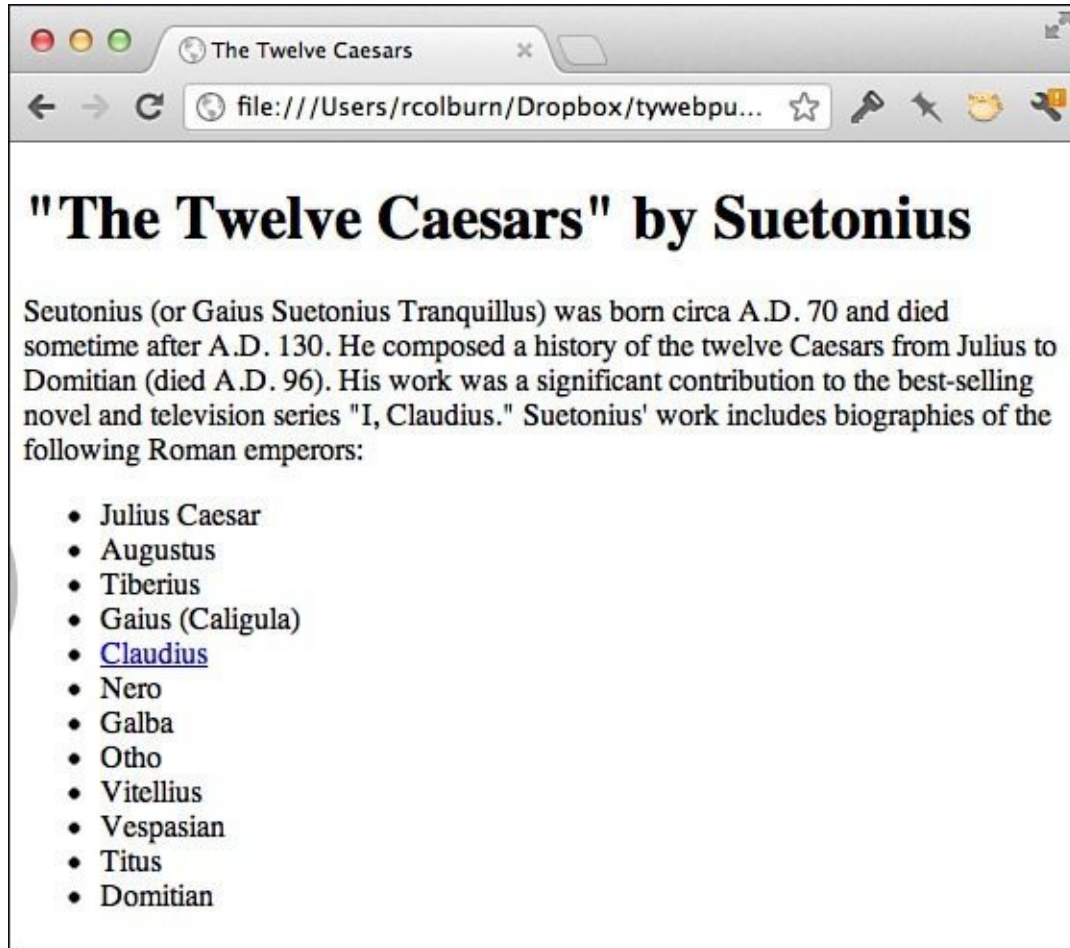 The Twelve Caesars
file:///Users/rcolburn/Dropbox/tywebpu...
"The Twelve Caesars" by Suetonius
Seutonius (or Gaius Suetonius Tranquillus) was born circa A.D. 70 and died
sometime after A.D. 130. He composed a history of the twelve Caesars from Julius to
Domitian (died A.D. 96). His work was a significant contribution to the best-selling
novel and television series "I, Claudius." Suetonius' work includes biographies of the
following Roman emperors:
• Julius Caesar
• Augustus
• Tiberius
• Gaius (Caligula)
• Claudius
• Nero
• Galba
• Otho
• Vitellius
• Vespasian
• Titus
• Domitian